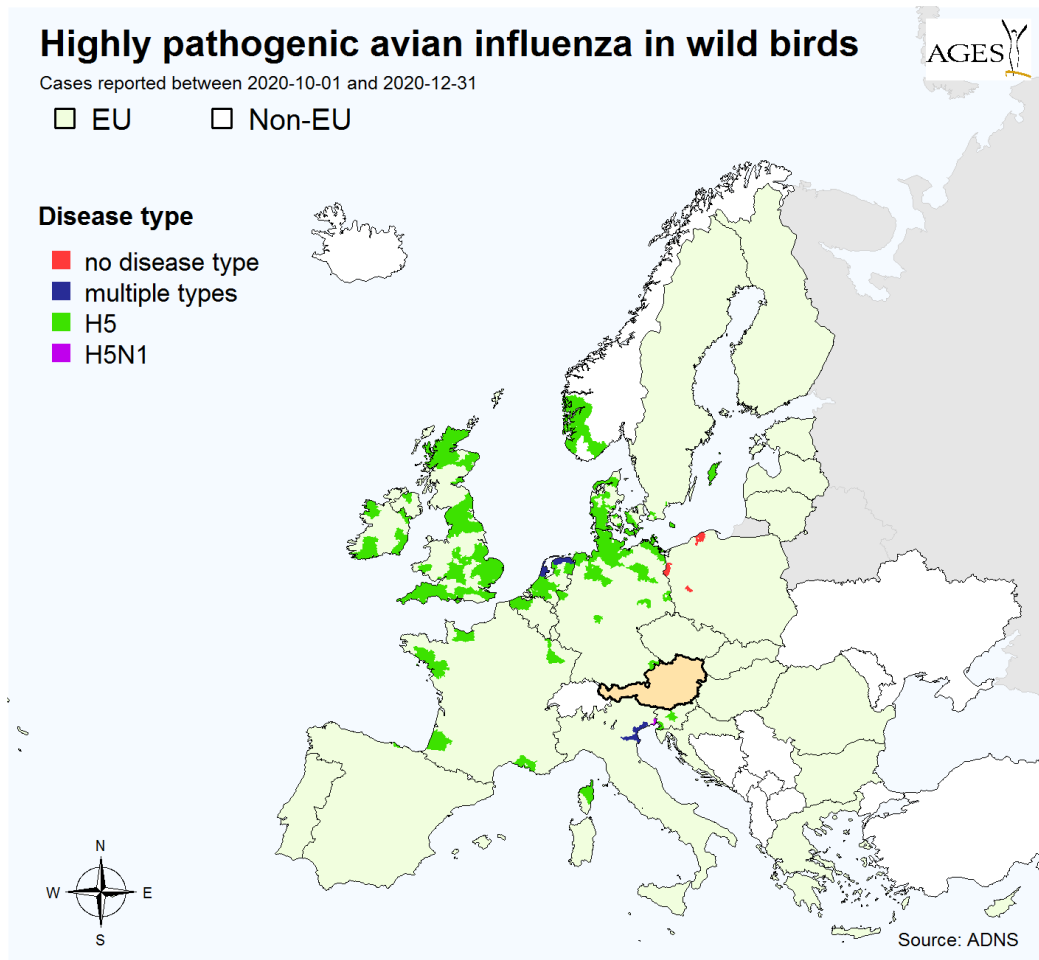 Highly pathogenic avian influenza in wild birds
AGES
Cases reported between 2020-10-01 and 2020-12-31
EU
Non-EU
Disease type
no disease type
multiple types
H5
H5N1
N
W
E
S
Source: ADNS